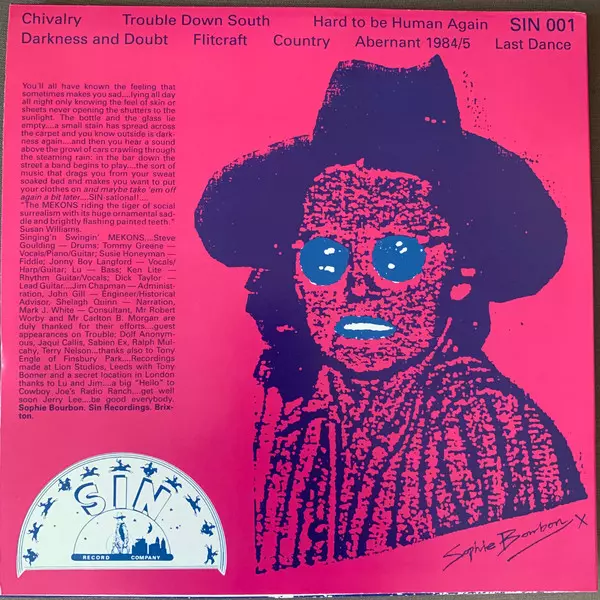 Chivalry Trouble Down South Hard to be Human Again SIN 001
Darkness and Doubt Flitcraft Country Abernant 1984/5 Last Dance
You'll all have known the feeling that
sometimes makes you sad....lying all day
all night only knowing the feel of skin or
sheets never opening the shutters to the
sunlight. The bottle and the glass lie
empty....a small stain has spread across
the carpet and you know outside is dark-
ness again....and then you hear a sound
above the growl of cars crawling through
the steaming rain: in the bar down the
street a band begins to play....the sort of
music that drags you from your sweat
soaked bed and makes you want to put
your clothes on and maybe take 'em off
again a bit later....SIN-sational!....
"The MEKONS riding the tiger of social
surrealism with its huge ornamental sad-
dle and brightly flashing painted teeth."
Susan Williams.
Singing'n Swingin' MEKONS....Steve
Goulding — Drums; Tommy Greene —
Vocals/Piano/Guitar; Susie Honeyman —
Fiddle; Jonny Boy Langford — Vocals/
Harp/Guitar; Lu — Bass; Ken Lite —
Rhythm Guitar/Vocals; Dick Taylor —
Lead Guitar....Jim Chapman — Administ-
ration, John Gill — Engineer/Historical
Advisor, Shelagh Quinn — Narration,
Mark J. White — Consultant, Mr Robert
Worby and Mr Carlton B. Morgan are
duly thanked for their efforts....guest
appearances on Trouble: Dolf Anonym-
ous, Jaqui Callis, Sabien Ex, Ralph Mul-
cahy, Terry Nelson...thanks also to Tony
Engle of Finsbury Park....Recordings
made at Lion Studios, Leeds with Tony
Bonner and a secret location in London
thanks to Lu and Jim....a big "Hello" to
Cowboy Joe's Radio Ranch....get well
soon Jerry Lee....be good everybody.
Sophie Bourbon. Sin Recordings. Brix-
ton.
SIN
RECORD COMPANY
Sophie Bourbon X